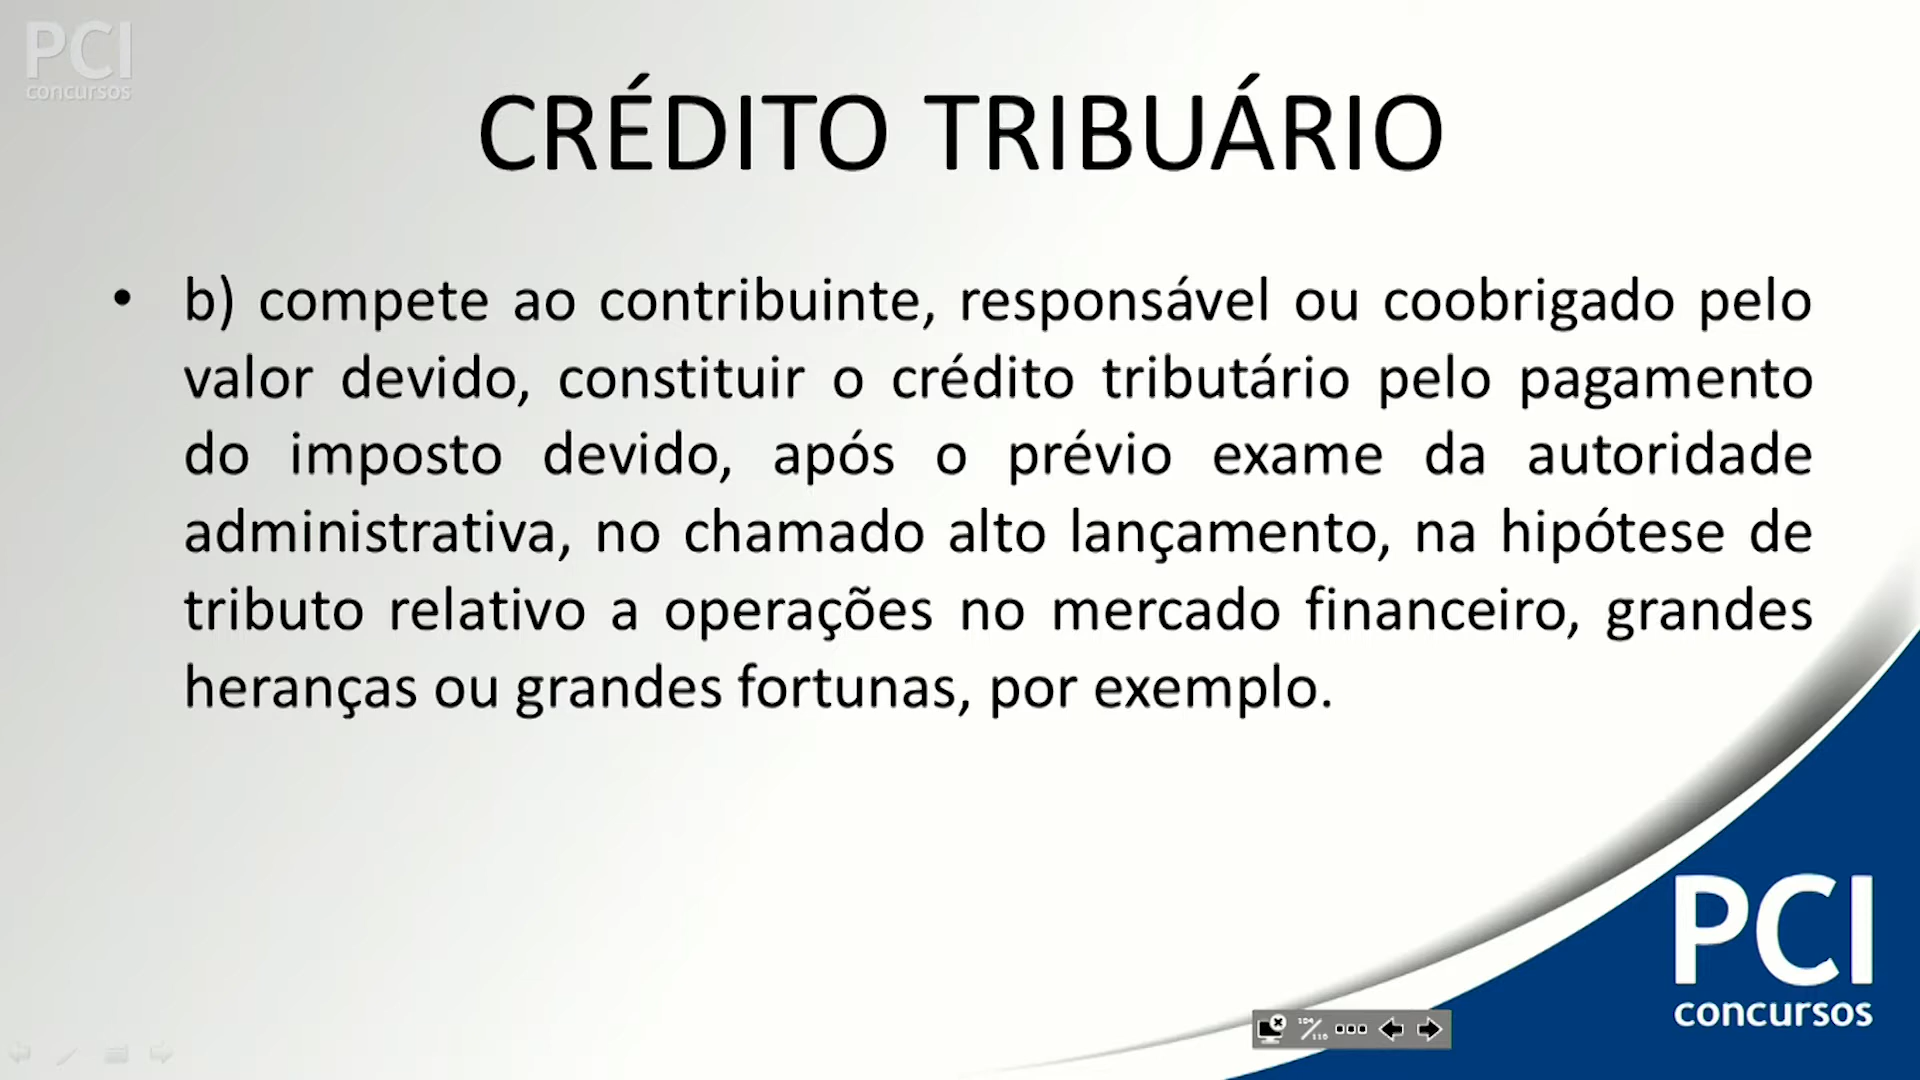 PCI
concursos
CRÉDITO TRIBUÁRIO
• b) compete ao contribuinte, responsável ou coobrigado pelo
valor devido, constituir o crédito tributário pelo pagamento
do imposto devido, após o prévio exame da autoridade
administrativa, no chamado alto lançamento, na hipótese de
tributo relativo a operações no mercado financeiro, grandes
heranças ou grandes fortunas, por exemplo.
PCI
concursos
104/116